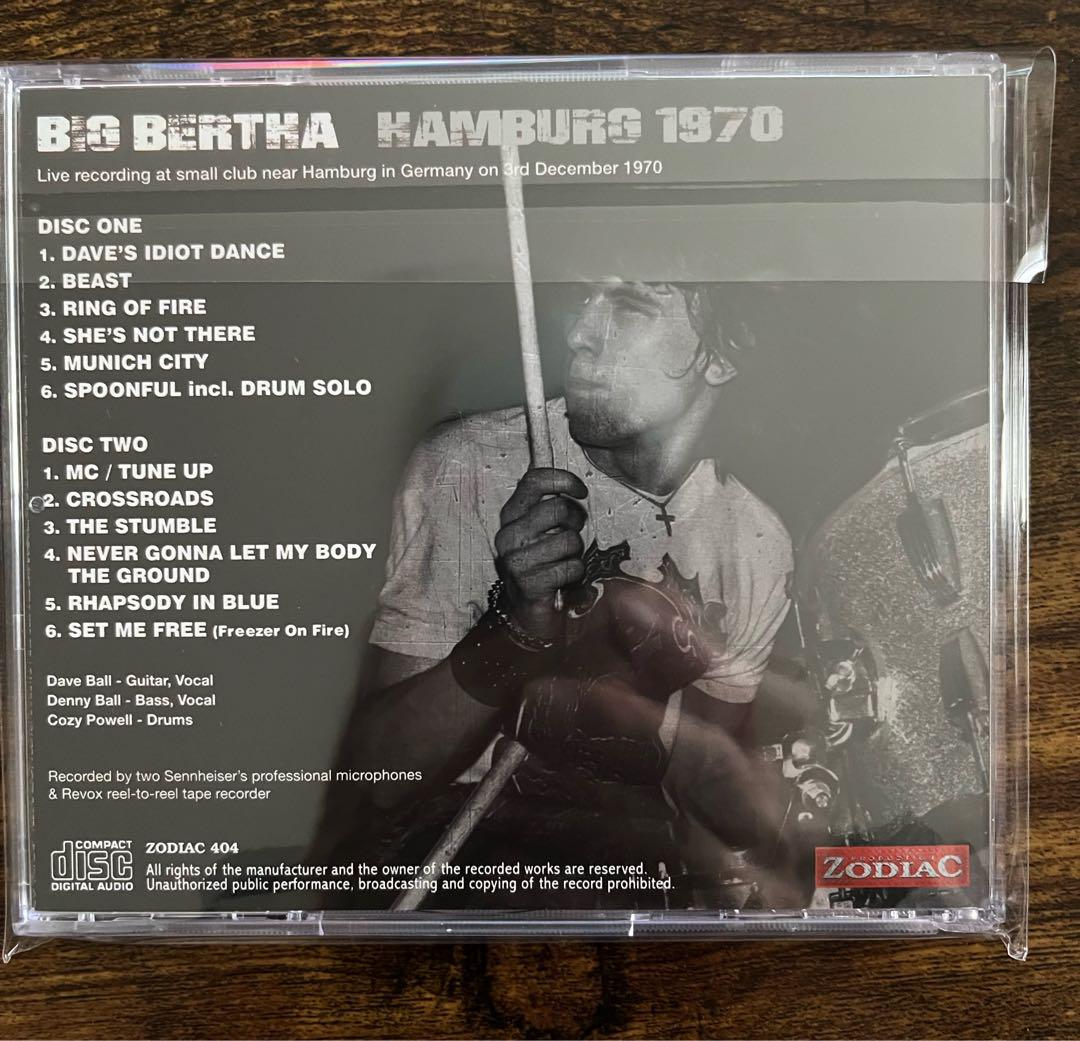 BIG BERTHA HAMBURG 1970
Live recording at small club near Hamburg in Germany on 3rd December 1970
DISC ONE
1. DAVE'S IDIOT DANCE
2. BEAST
3. RING OF FIRE
4. SHE'S NOT THERE
5. MUNICH CITY
6. SPOONFUL incl. DRUM SOLO
DISC TWO
1. MC / TUNE UP
2. CROSSROADS
3. THE STUMBLE
4. NEVER GONNA LET MY BODY
THE GROUND
5. RHAPSODY IN BLUE
6. SET ME FREE (Freezer On Fire)
Dave Ball - Guitar, Vocal
Denny Ball - Bass, Vocal
Cozy Powell - Drums
Recorded by two Sennheiser's professional microphones
& Revox reel-to-reel tape recorder
COMPACT
disc
DIGITAL AUDIO
ZODIAC 404
All rights of the manufacturer and the owner of the recorded works are reserved.
Unauthorized public performance, broadcasting and copying of the record prohibited.
ZODIAC